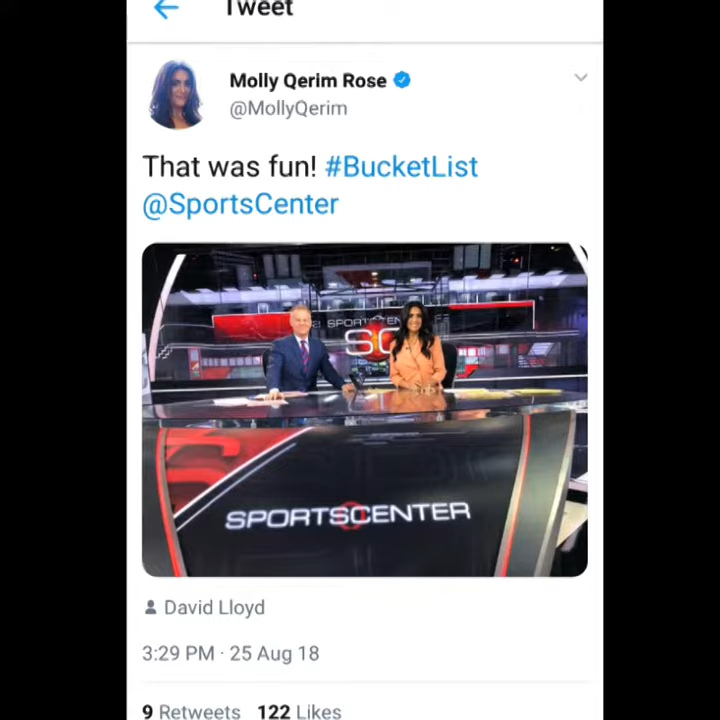 Tweet
Molly Qerim Rose
@MollyQerim
That was fun! #BucketList
@SportsCenter
SC
SPORTSCENTER
David Lloyd
3:29 PM · 25 Aug 18
9 Retweets 122 Likes